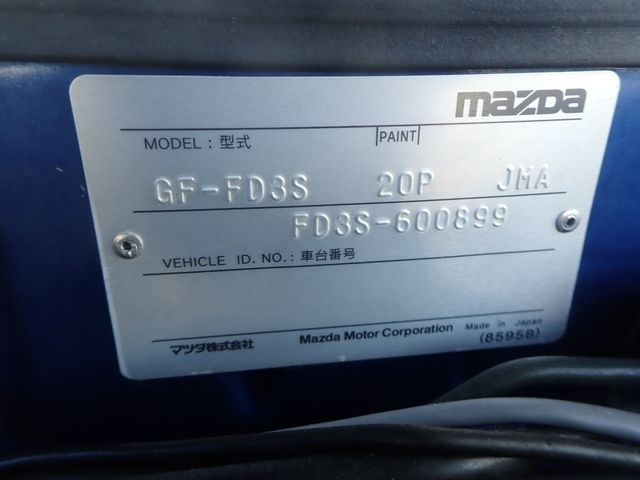 mazda
MODEL : 型式 PAINT
GF-FD3S 20P JMA
FD3S-600899
VEHICLE ID. NO. : 車台番号
マツダ株式会社 Mazda Motor Corporation Made in Japan
(8595B)